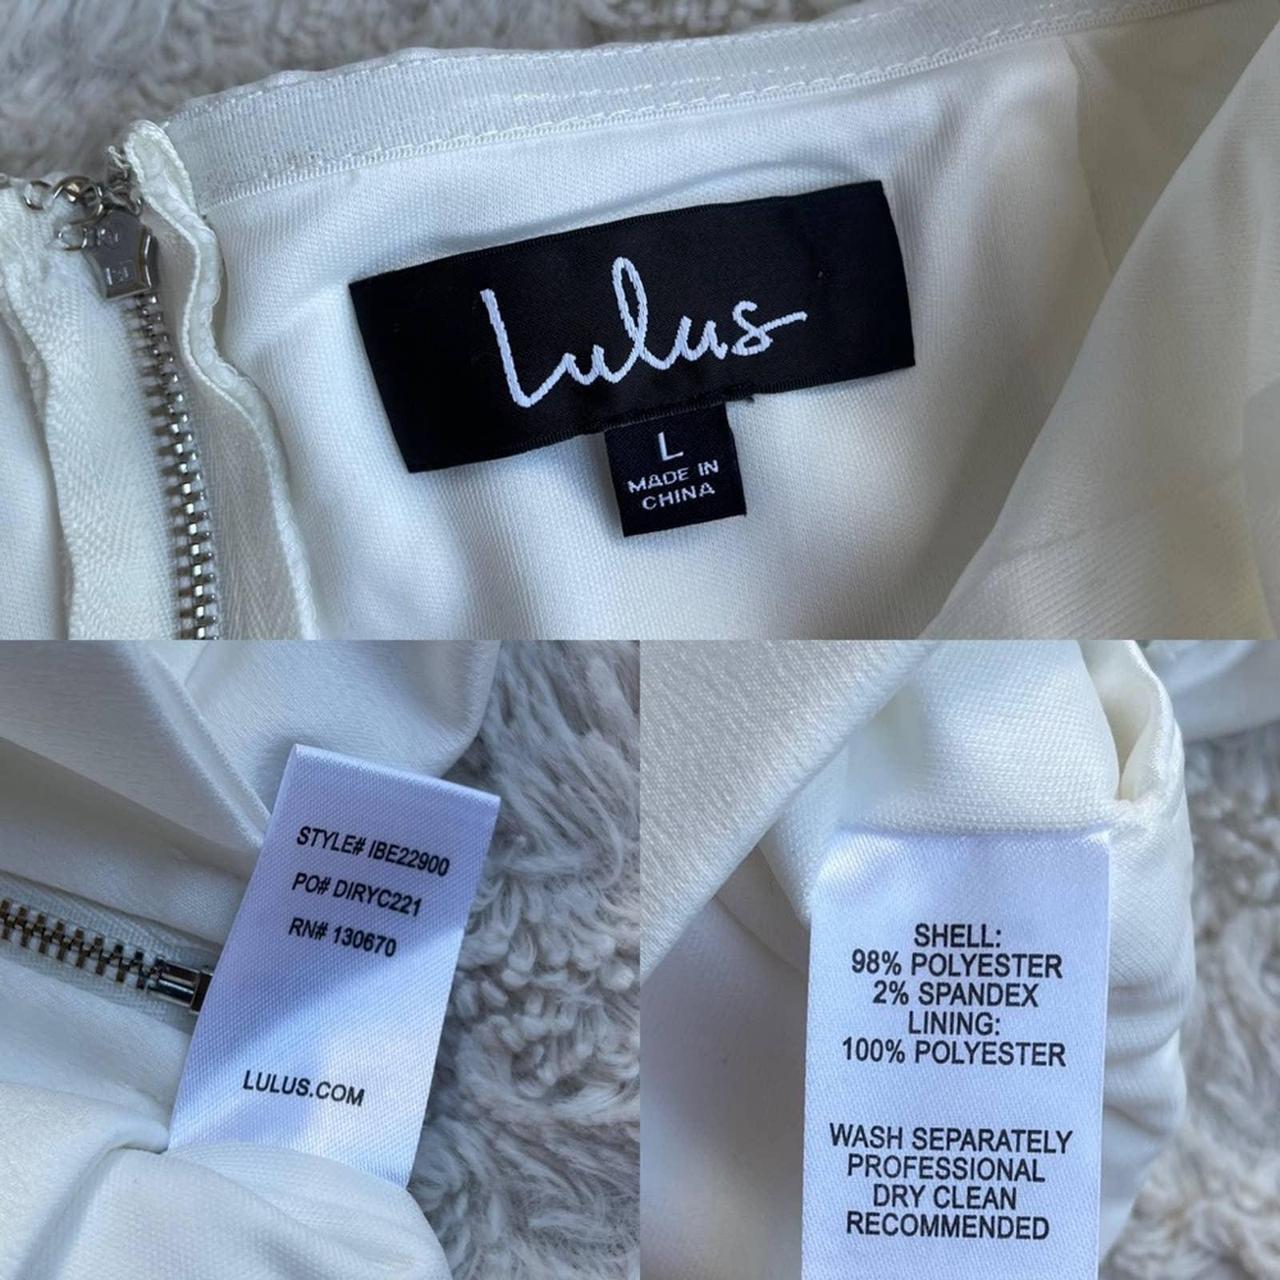 Lulus
L
MADE IN
CHINA
STYLE# IBE22900
PO# DIRYC221
RN# 130670
LULUS.COM
SHELL:
98% POLYESTER
2% SPANDEX
LINING:
100% POLYESTER
WASH SEPARATELY
PROFESSIONAL
DRY CLEAN
RECOMMENDED